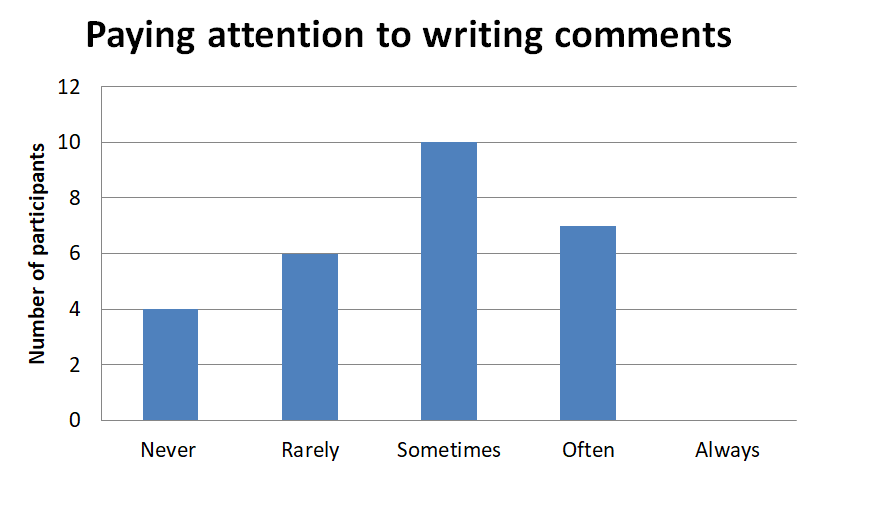 Paying attention to writing comments
Number of participants
12
10
8
6
4
2
0
Never Rarely Sometimes Often Always